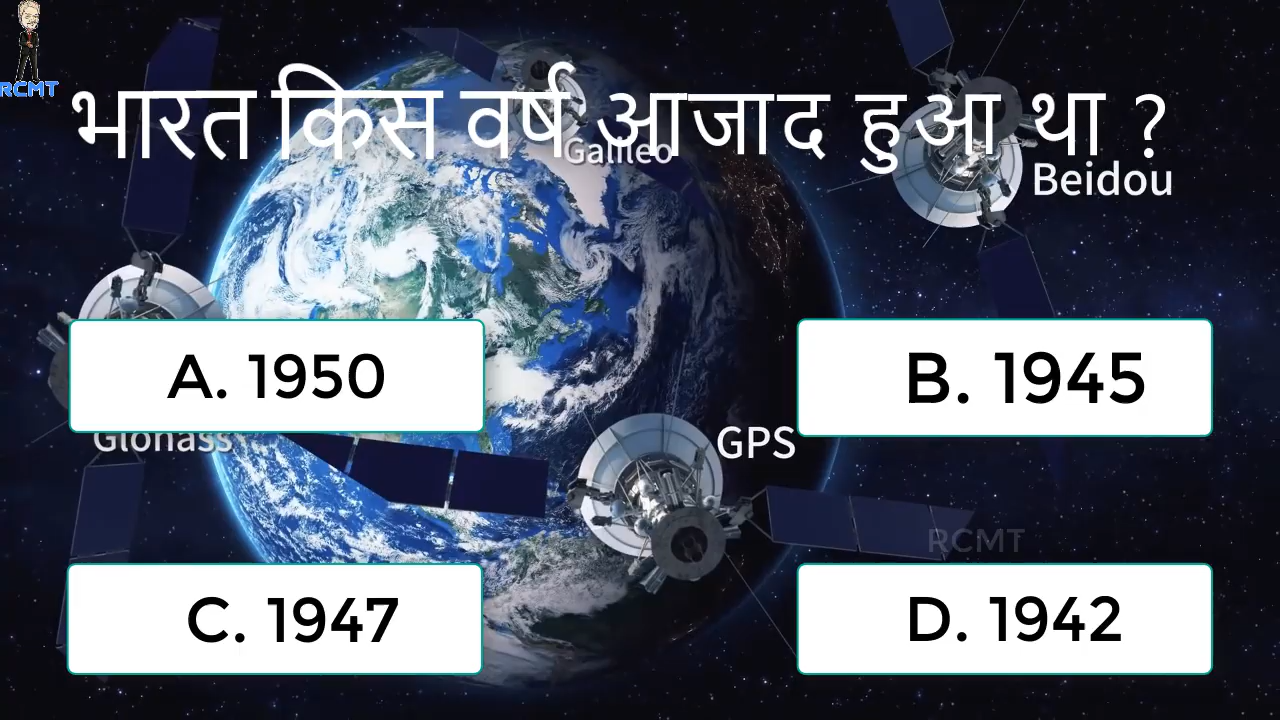 RCMT
भारत किस वर्ष आजाद हुआ था ?
Galileo
Beidou
A. 1950
B. 1945
Glonass
GPS
RCMT
C. 1947
D. 1942